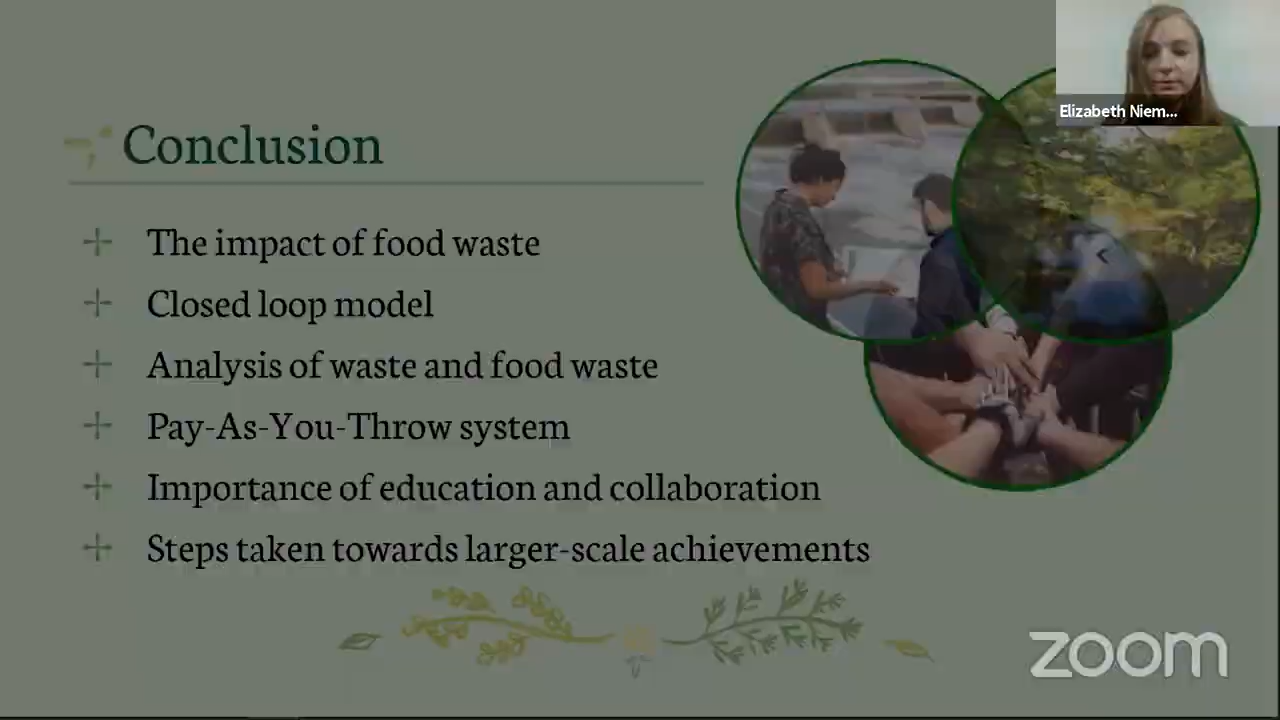 Elizabeth Niem...
Conclusion
The impact of food waste
Closed loop model
Analysis of waste and food waste
Pay-As-You-Throw system
Importance of education and collaboration
Steps taken towards larger-scale achievements
zoom